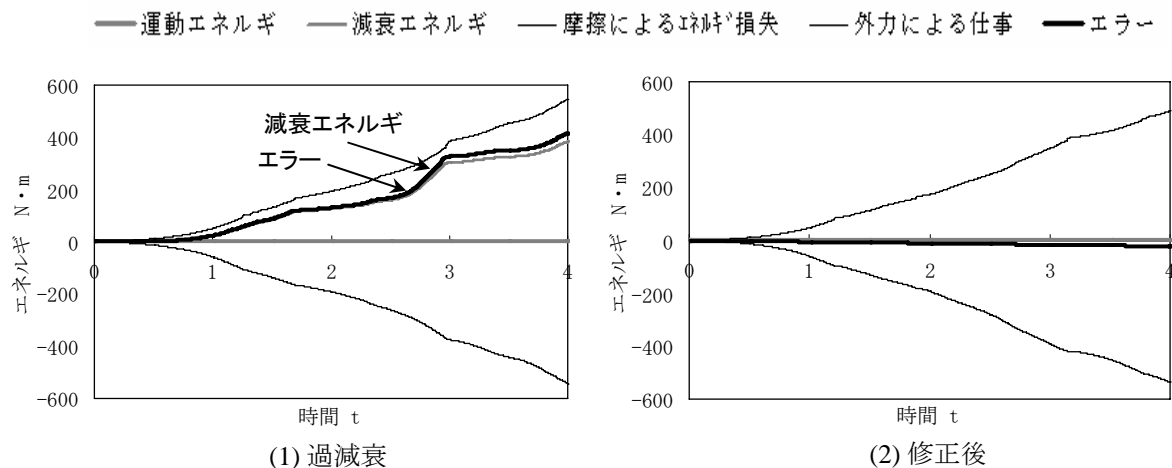 運動エネルギ 減衰エネルギ 摩擦によるエネルギ損失 外力による仕事 エラー
600
400
200
0
-200
-400
-600
エネルギ N・m
0 1 2 3 4
時間 t
減衰エネルギ
エラー
(1) 過減衰
600
400
200
0
-200
-400
-600
エネルギ N・m
0 1 2 3 4
時間 t
(2) 修正後